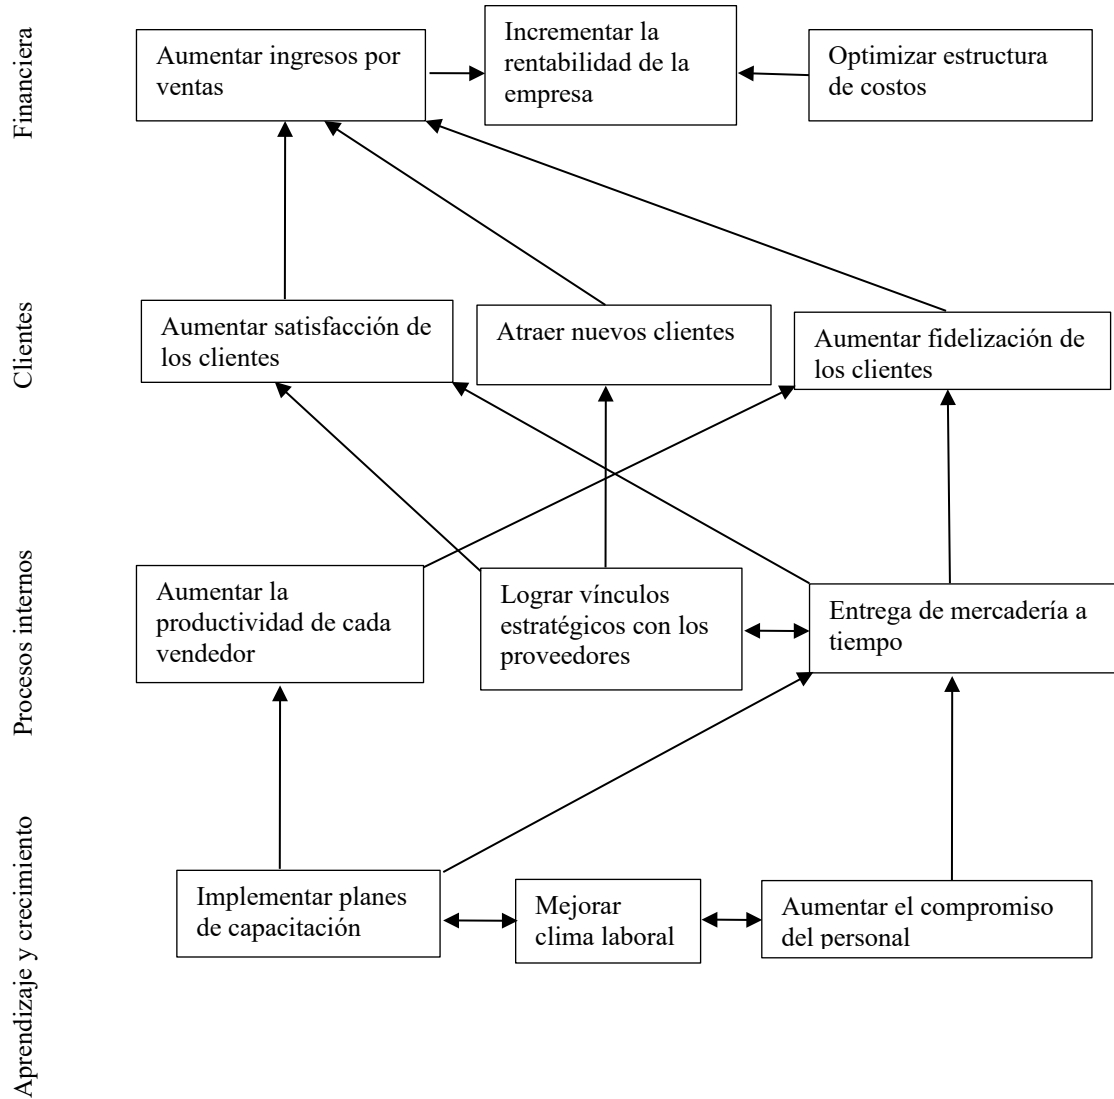 Financiera
Aumentar ingresos por
ventas
Incrementar la
rentabilidad de la
empresa
Optimizar estructura
de costos
Clientes
Aumentar satisfacción de
los clientes
Atraer nuevos clientes
Aumentar fidelización de
los clientes
Procesos internos
Aumentar la
productividad de cada
vendedor
Lograr vínculos
estratégicos con los
proveedores
Entrega de mercadería a
tiempo
Aprendizaje y crecimiento
Implementar planes
de capacitación
Mejorar
clima laboral
Aumentar el compromiso
del personal